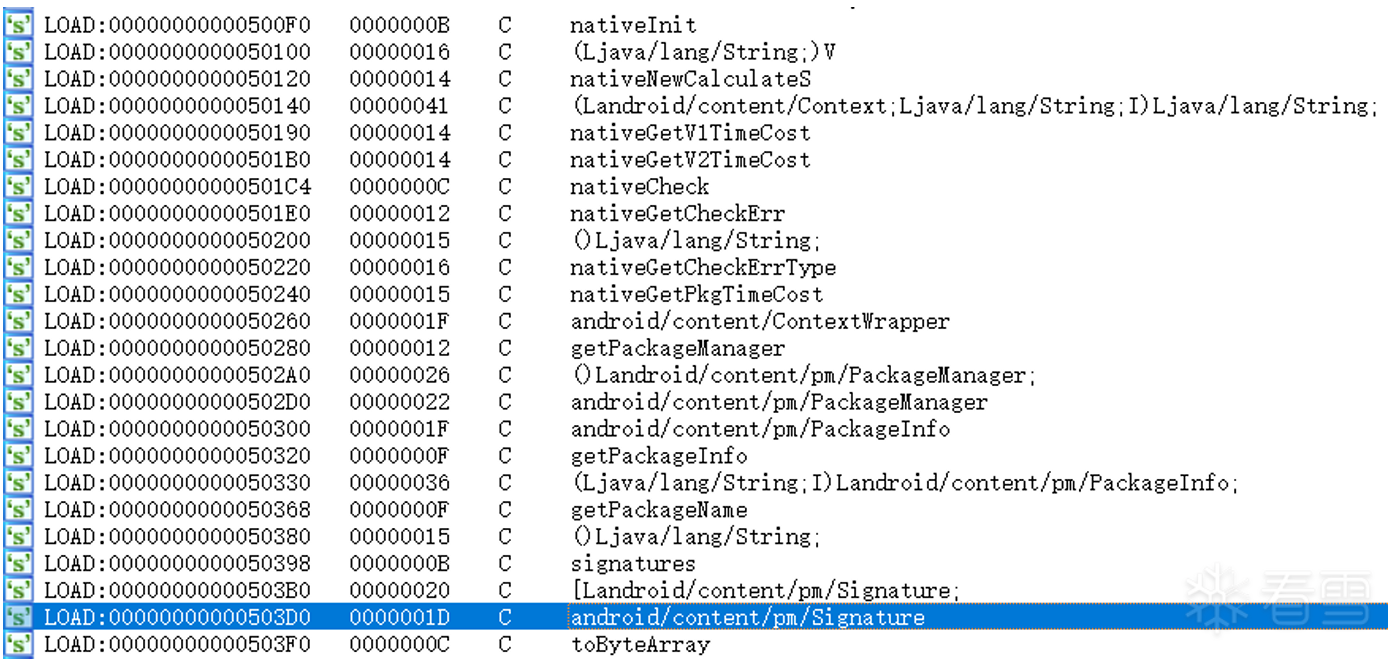 's' LOAD:00000000000500F0 0000000B C nativeInit
's' LOAD:0000000000050100 00000016 C (Ljava/lang/String;)V
's' LOAD:0000000000050120 00000014 C nativeNewCalculateS
's' LOAD:0000000000050140 00000041 C (Landroid/content/Context;Ljava/lang/String;I)Ljava/lang/String;
's' LOAD:0000000000050190 00000014 C nativeGetV1TimeCost
's' LOAD:00000000000501B0 00000014 C nativeGetV2TimeCost
's' LOAD:00000000000501C4 0000000C C nativeCheck
's' LOAD:00000000000501E0 00000012 C nativeGetCheckErr
's' LOAD:0000000000050200 00000015 C ()Ljava/lang/String;
's' LOAD:0000000000050220 00000016 C nativeGetCheckErrType
's' LOAD:0000000000050240 00000015 C nativeGetPkgTimeCost
's' LOAD:0000000000050260 0000001F C android/content/ContextWrapper
's' LOAD:0000000000050280 00000012 C getPackageManager
's' LOAD:00000000000502A0 00000026 C ()Landroid/content/pm/PackageManager;
's' LOAD:00000000000502D0 00000022 C android/content/pm/PackageManager
's' LOAD:0000000000050300 0000001F C android/content/pm/PackageInfo
's' LOAD:0000000000050320 0000000F C getPackageInfo
's' LOAD:0000000000050330 00000036 C (Ljava/lang/String;I)Landroid/content/pm/PackageInfo;
's' LOAD:0000000000050368 0000000F C getPackageName
's' LOAD:0000000000050380 00000015 C ()Ljava/lang/String;
's' LOAD:0000000000050398 0000000B C signatures
's' LOAD:00000000000503B0 00000020 C [Landroid/content/pm/Signature;
's' LOAD:00000000000503D0 0000001D C android/content/pm/Signature
's' LOAD:00000000000503F0 0000000C C toByteArray
看雪